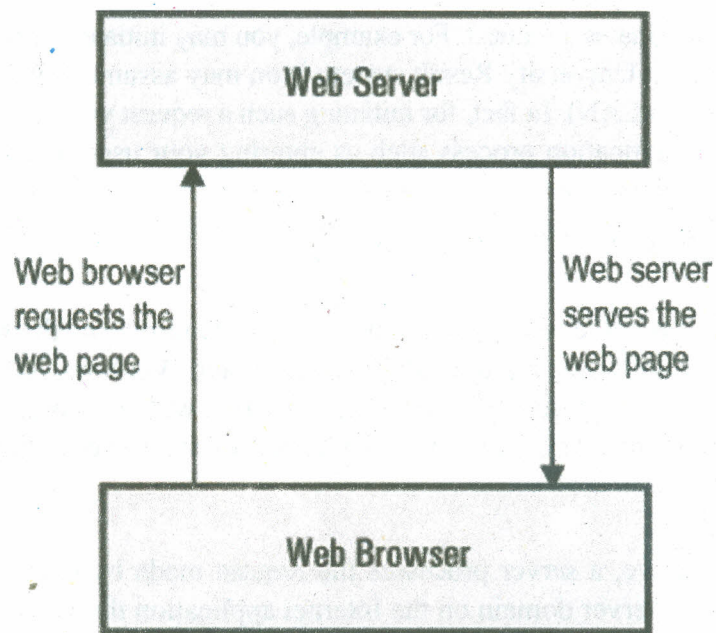 Web Server
Web browser
requests the
web page
Web server
serves the
web page
Web Browser